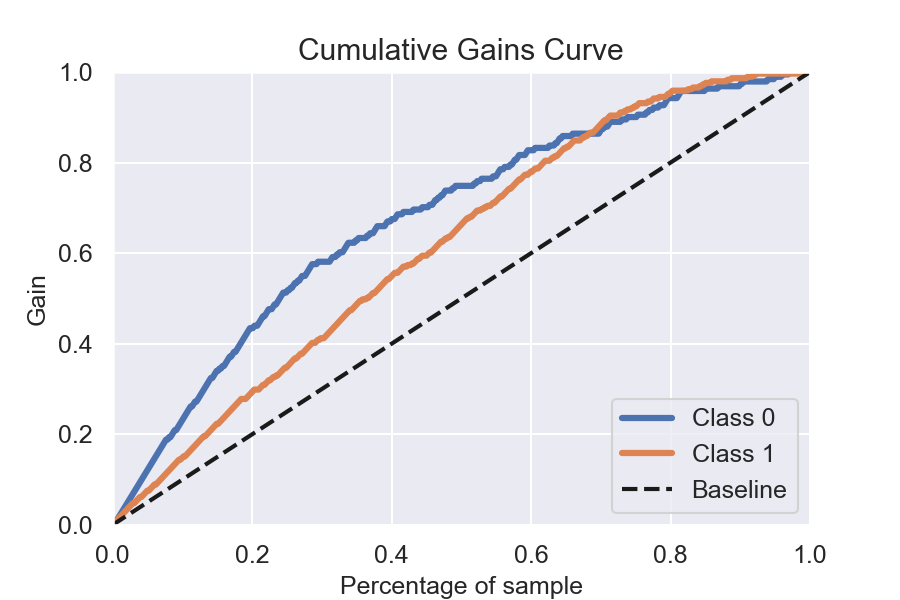 Cumulative Gains Curve
1.0
0.8
0.6
0.4
0.2
0.0
Gain
Class 0
Class 1
Baseline
0.0 0.2 0.4 0.6 0.8 1.0
Percentage of sample